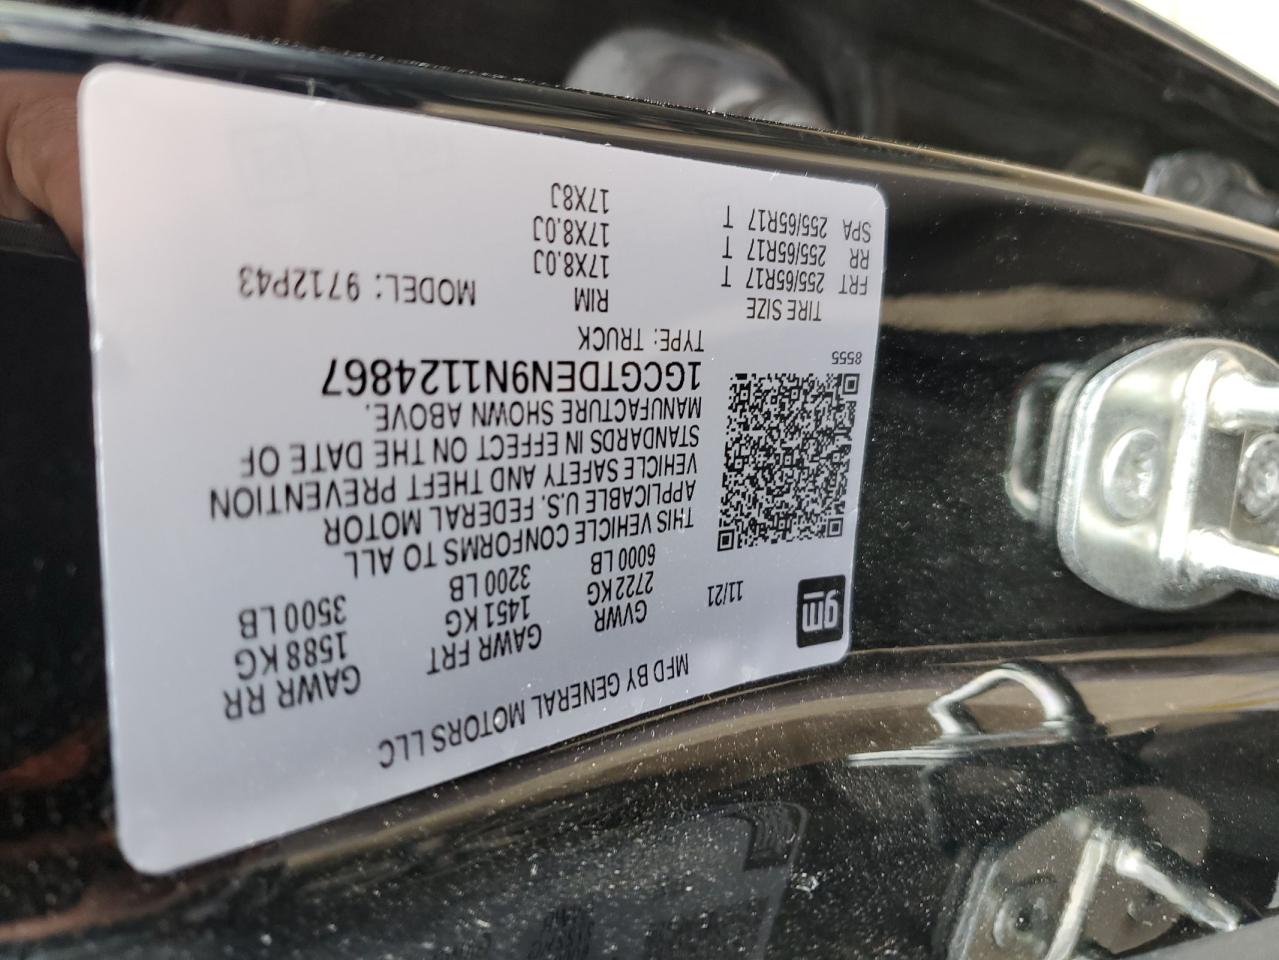 MFD BY GENERAL MOTORS LLC
gm
11/21
GVWR
2722 KG
6000 LB
GAWR FRT
1451 KG
3200 LB
GAWR RR
1588 KG
3500 LB
THIS VEHICLE CONFORMS TO ALL
APPLICABLE U.S. FEDERAL MOTOR
VEHICLE SAFETY AND THEFT PREVENTION
STANDARDS IN EFFECT ON THE DATE OF
MANUFACTURE SHOWN ABOVE.
1GCGTDEN9N1124867
8555
TYPE: TRUCK
TIRE SIZE RIM MODEL: 9712P43
FRT 255/65R17 T 17X8.0J
RR 255/65R17 T 17X8.0J
SPA 255/65R17 T 17X8J